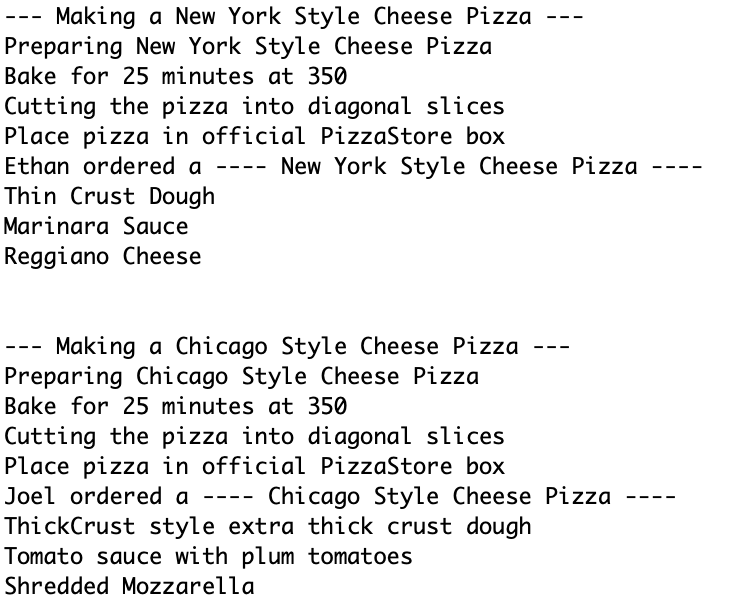 --- Making a New York Style Cheese Pizza ---
Preparing New York Style Cheese Pizza
Bake for 25 minutes at 350
Cutting the pizza into diagonal slices
Place pizza in official PizzaStore box
Ethan ordered a ---- New York Style Cheese Pizza ----
Thin Crust Dough
Marinara Sauce
Reggiano Cheese
--- Making a Chicago Style Cheese Pizza ---
Preparing Chicago Style Cheese Pizza
Bake for 25 minutes at 350
Cutting the pizza into diagonal slices
Place pizza in official PizzaStore box
Joel ordered a ---- Chicago Style Cheese Pizza ----
ThickCrust style extra thick crust dough
Tomato sauce with plum tomatoes
Shredded Mozzarella